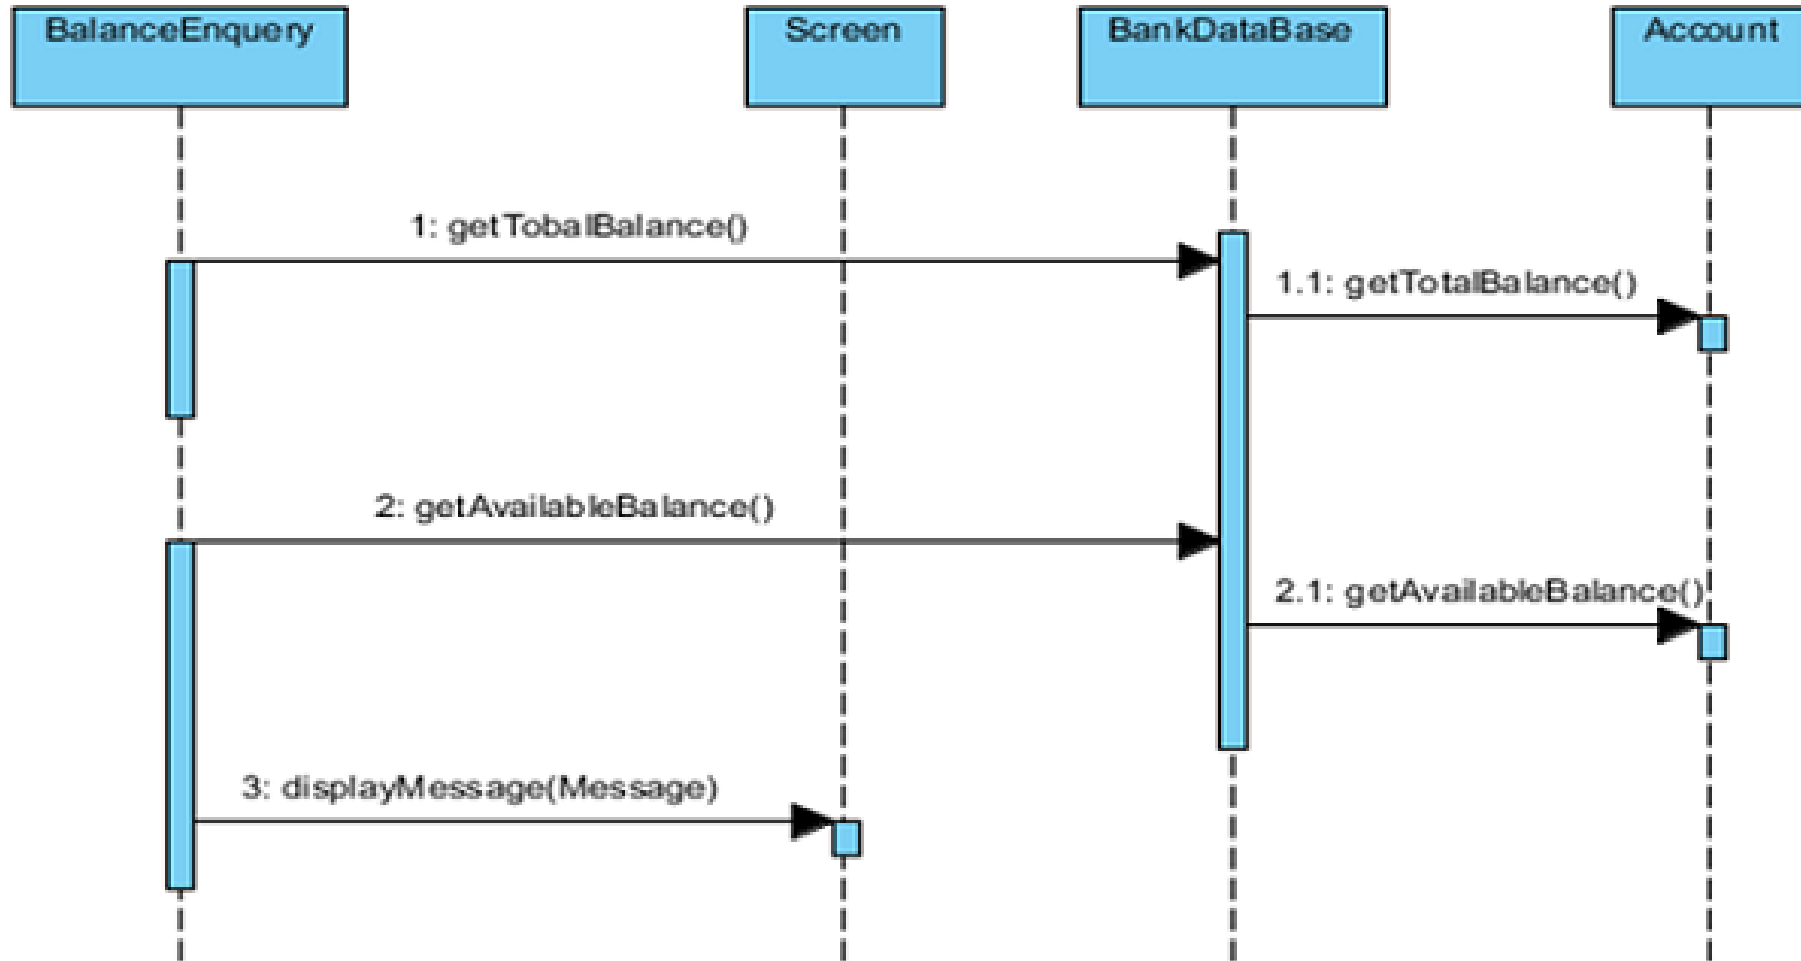 BalanceEnquery
Screen
BankDataBase
Account
1: getTobalBalance()
1.1: getTotalBalance()
2: getAvailableBalance()
2.1: getAvailableBalance()
3: displayMessage(Message)